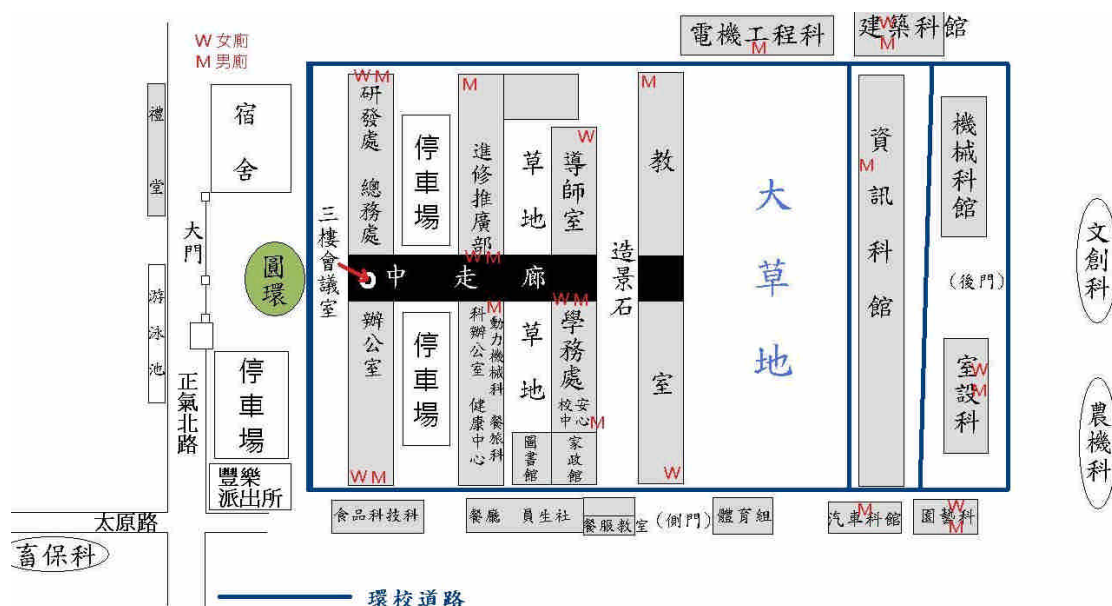 W 女廁
M 男廁
電機工程科
M
建築科館
W
M
禮堂
宿舍
W M
研發處 總務處
停車場
M
進修推廣部
草地
W
導師室
M
教室
大草地
資訊科館
M
機械科館
文創科
大門
圓環
三樓會議室
中走廊
W M
造景石
(後門)
游泳池
辦公室
停車場
M
科辦公室 健康中心
動力機械科 餐旅科
草地
W M
學務處
校安中心
M
圖書館
家政館
W
室設科
W
M
農機科
正氣北路
停車場
豐樂
派出所
W M
食品科技科
餐廳 員生社
餐服教室
(側門)
體育組
汽車科館
M
園藝科
W
M
太原路
畜保科
環校道路